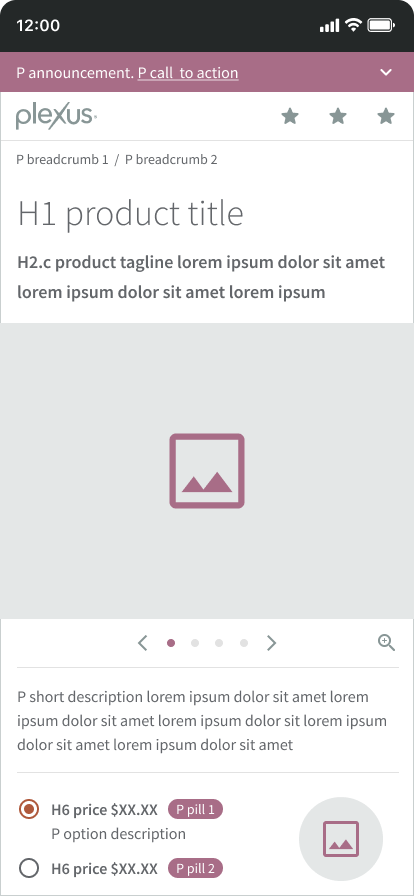 12:00
P announcement. P call to action
plexus
P breadcrumb 1 / P breadcrumb 2
H1 product title
H2.c product tagline lorem ipsum dolor sit amet
lorem ipsum dolor sit amet lorem ipsum
P short description lorem ipsum dolor sit amet lorem
ipsum dolor sit amet lorem ipsum dolor sit lorem ipsum
dolor sit amet lorem ipsum dolor sit amet
H6 price $XX.XX P pill 1
P option description
H6 price $XX.XX P pill 2